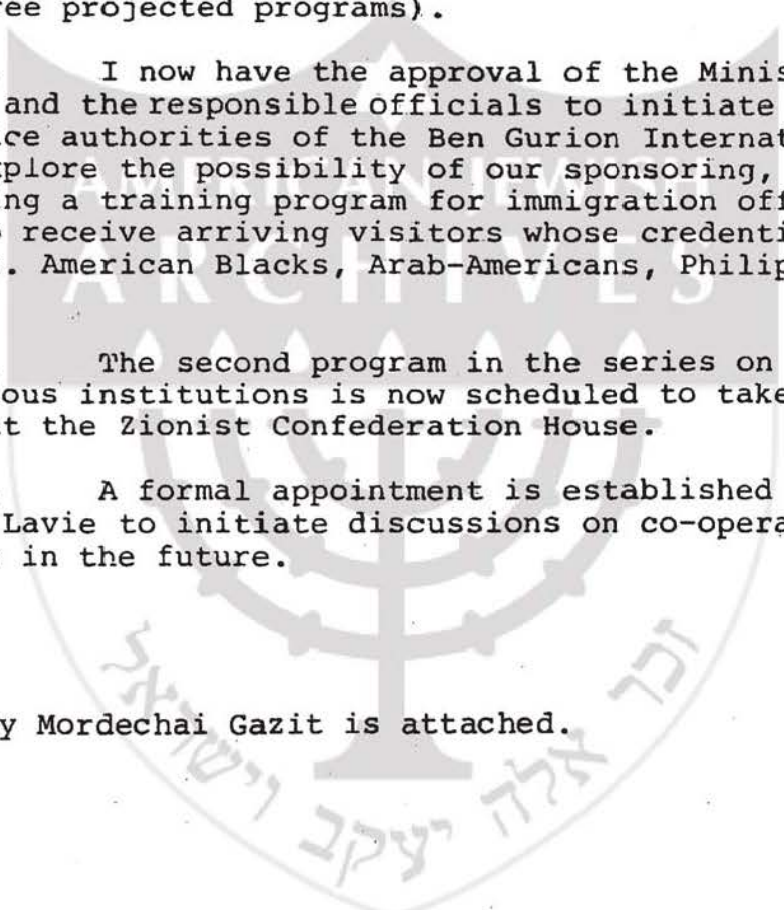 ree projected programs).
I now have the approval of the Minis
and the responsible officials to initiate
ce authorities of the Ben Gurion Internat
plore the possibility of our sponsoring,
ng a training program for immigration off
o receive arriving visitors whose credenti
. American Blacks, Arab-Americans, Philip
AMERICAN JEWISH
ARCHIVES
The second program in the series on
ous institutions is now scheduled to take
t the Zionist Confederation House.
A formal appointment is established
Lavie to initiate discussions on co-opera
in the future.
y Mordechai Gazit is attached.
זכר אלה יעקב וישראל